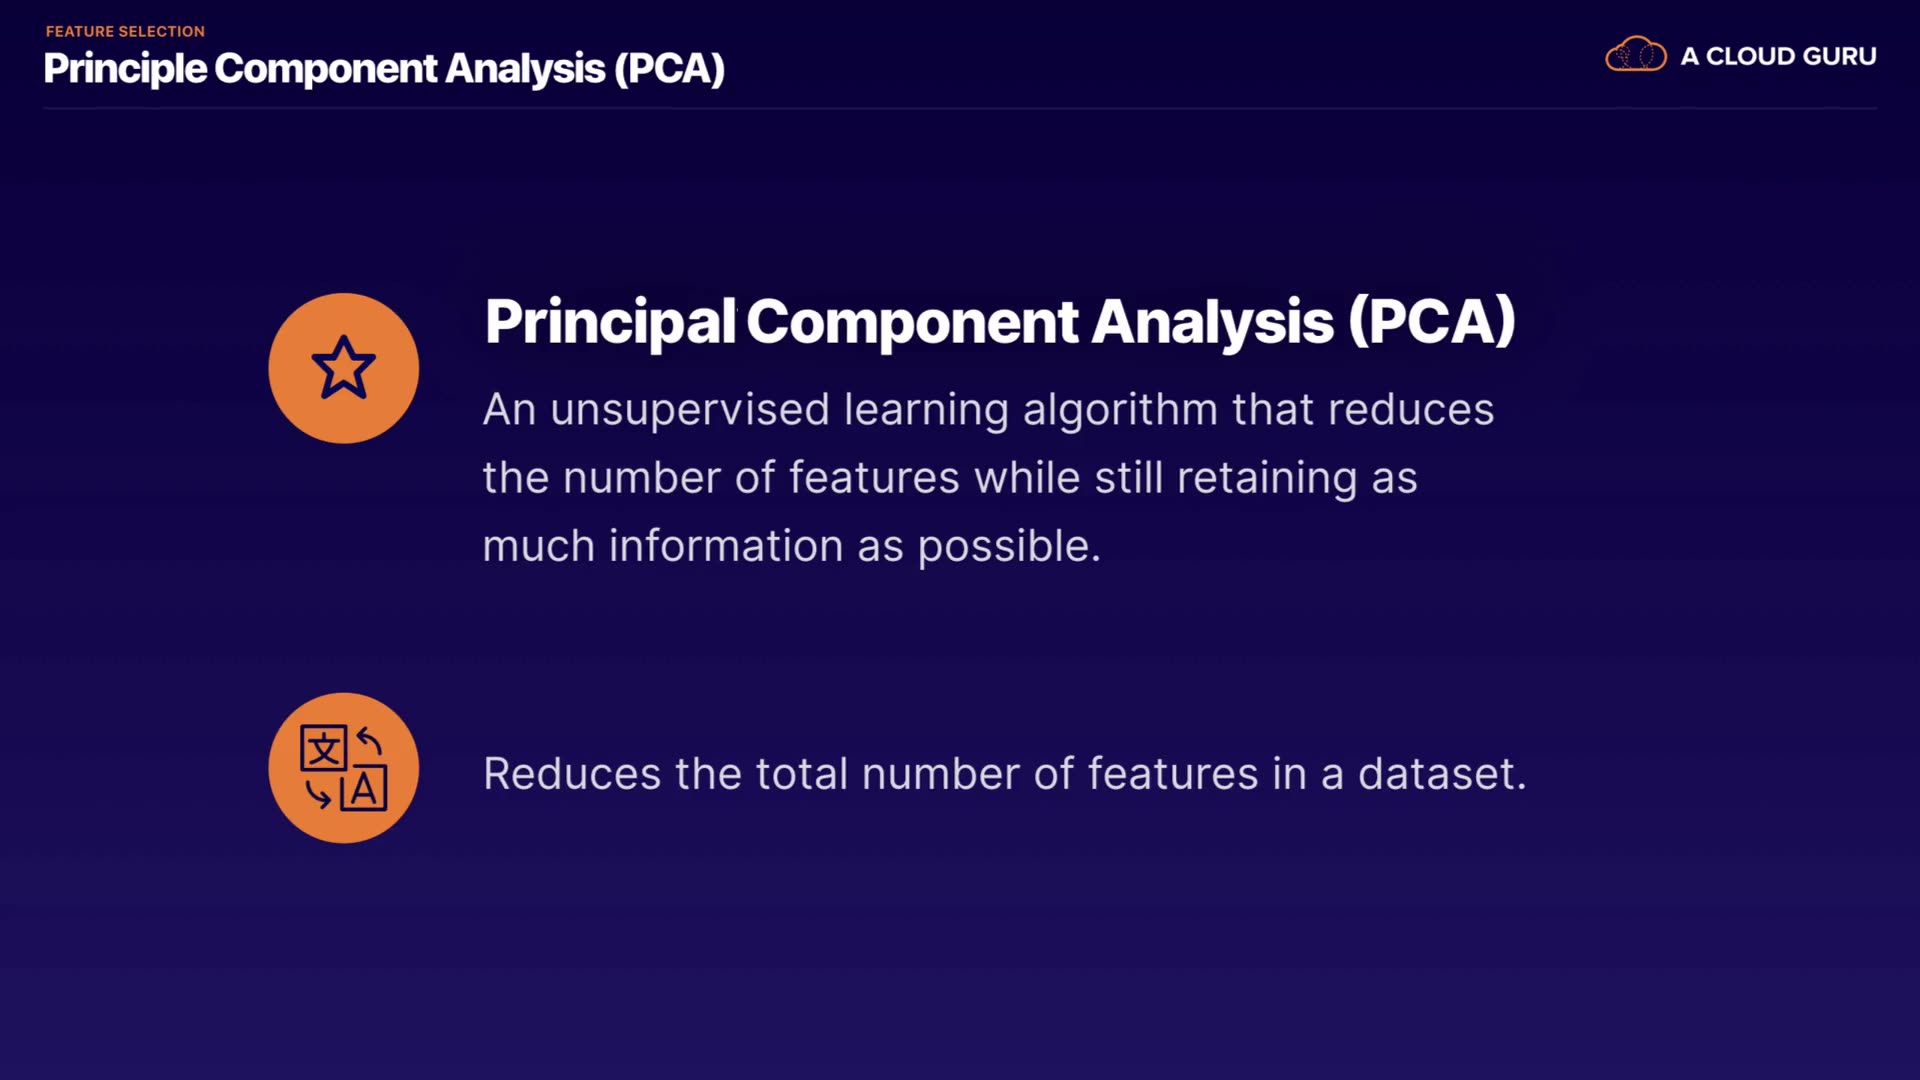 FEATURE SELECTION
Principle Component Analysis (PCA)
A CLOUD GURU
Principal Component Analysis (PCA)
An unsupervised learning algorithm that reduces
the number of features while still retaining as
much information as possible.
文
A
Reduces the total number of features in a dataset.